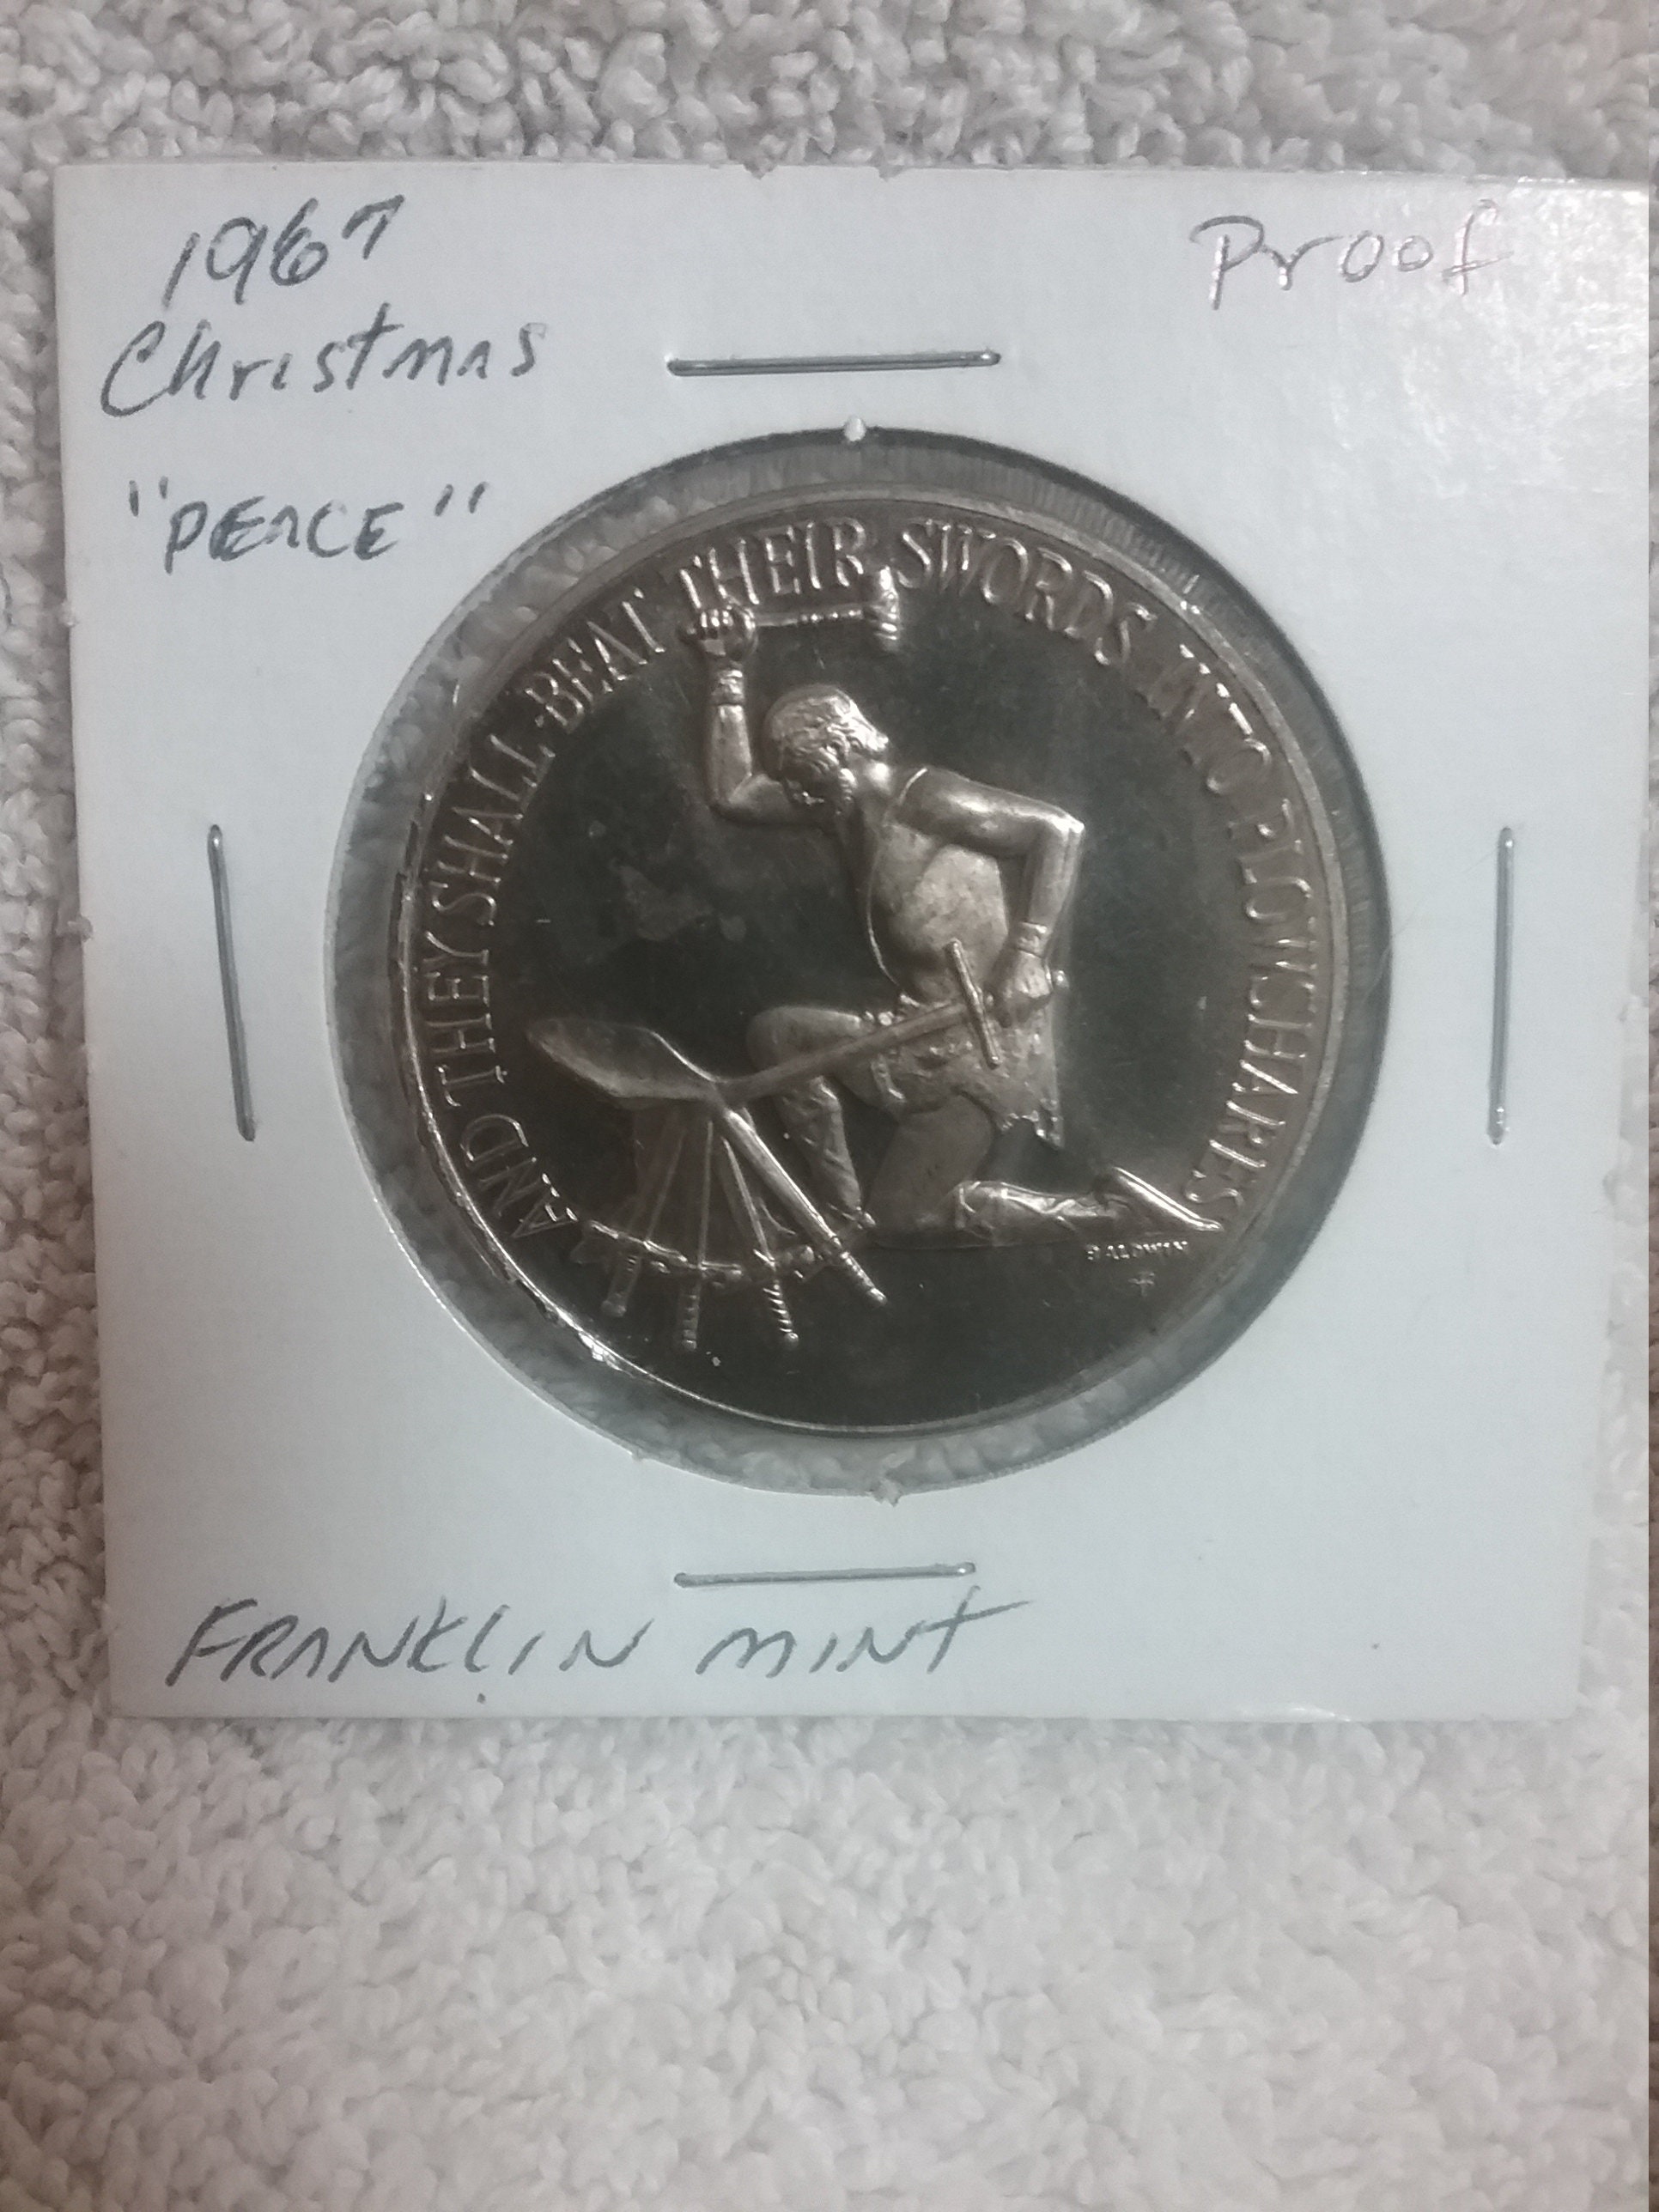 1967
Christmas
Proof
"PEACE"
AND THEY SHALL BEAT THEIR SWORDS INTO PLOWSHARES
BALDWIN
FRANKLIN MINT